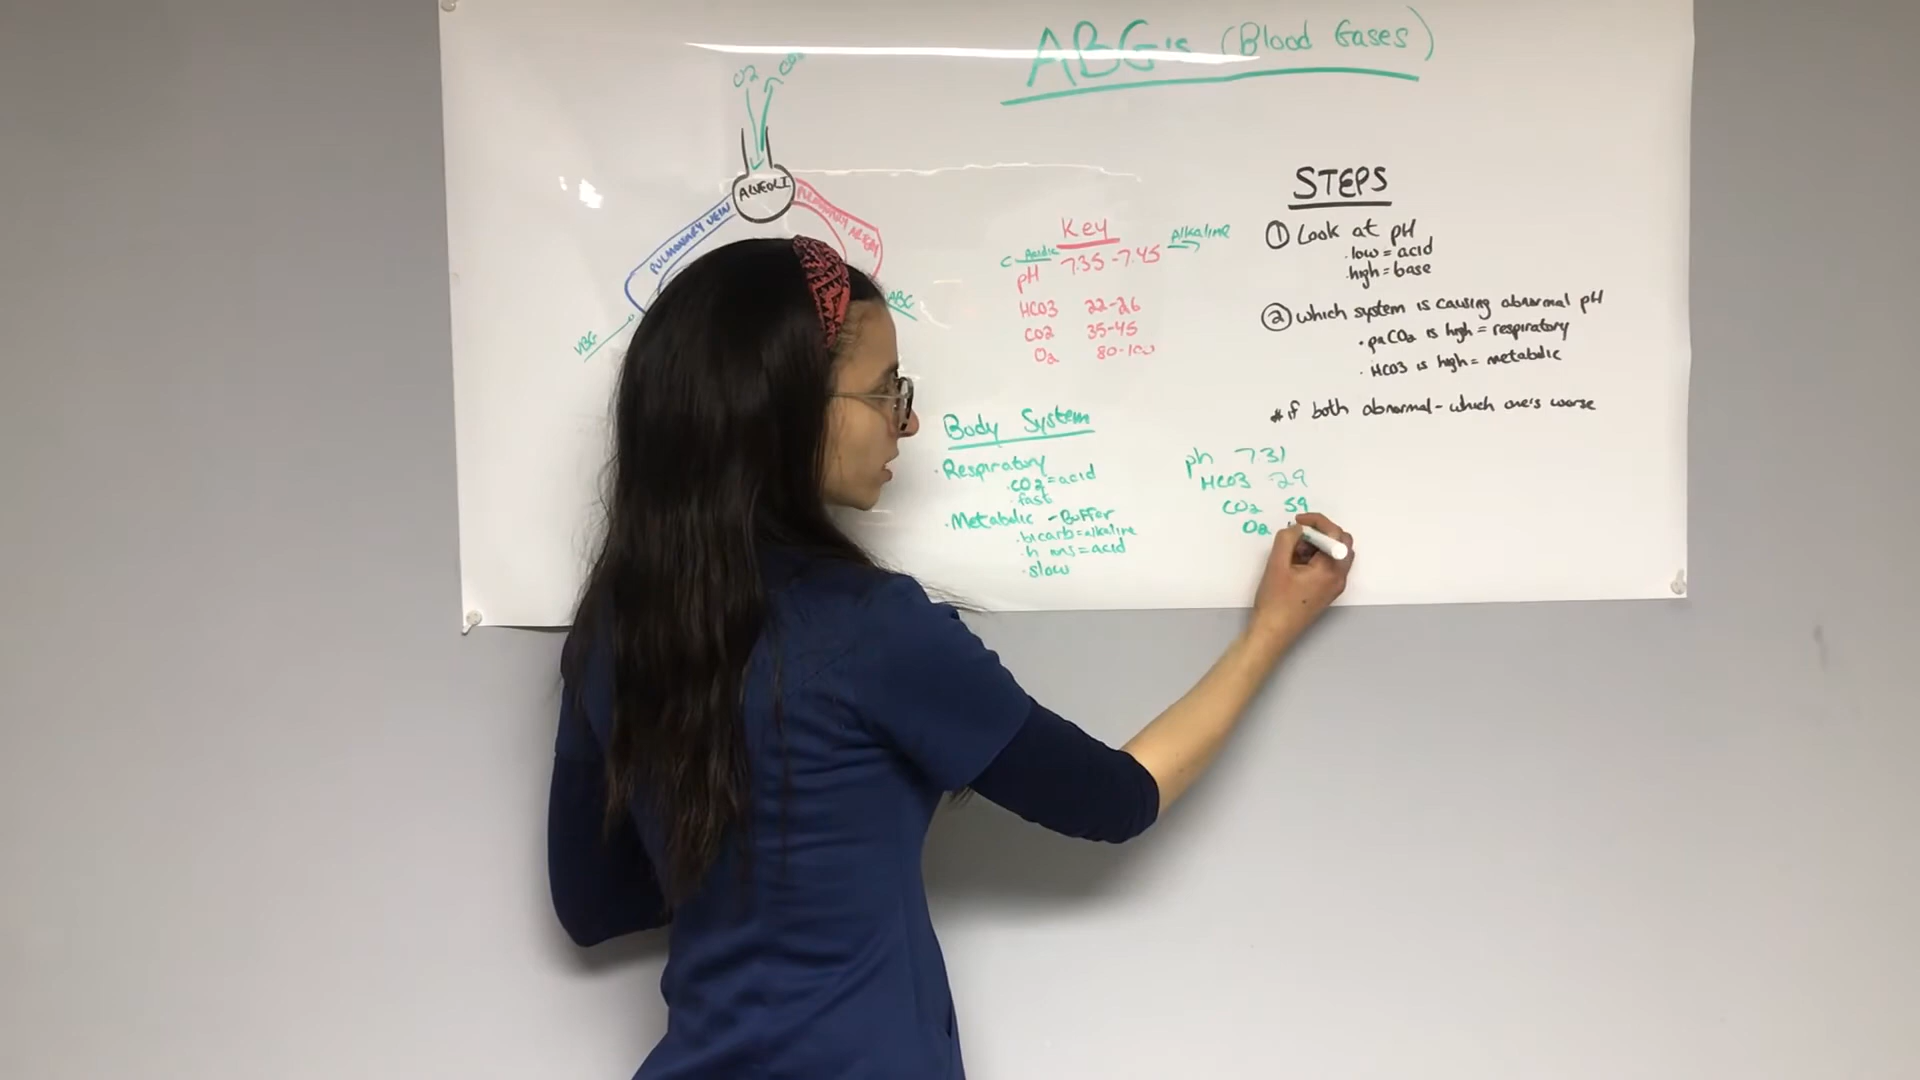 ABG's (Blood Gases)
O2 CO2
ALVEOLI
PULMONARY VEIN
PULMONARY ARTERY
VBG
ABG
Key
Acidic Alkaline
pH 7.35-7.45
HCO3 22-26
CO2 35-45
O2 80-100
STEPS
① Look at pH
.low = acid
.high = base
② which system is causing abnormal pH
• paCO2 is high = respiratory
• HCO3 is high = metabolic
* if both abnormal - which one's worse
Body System
• Respiratory
. CO2 = acid
. fast
• Metabolic - Buffer
. bicarb = alkaline
. h ions = acid
. slow
ph 7.31
HCO3 29
CO2 59
O2